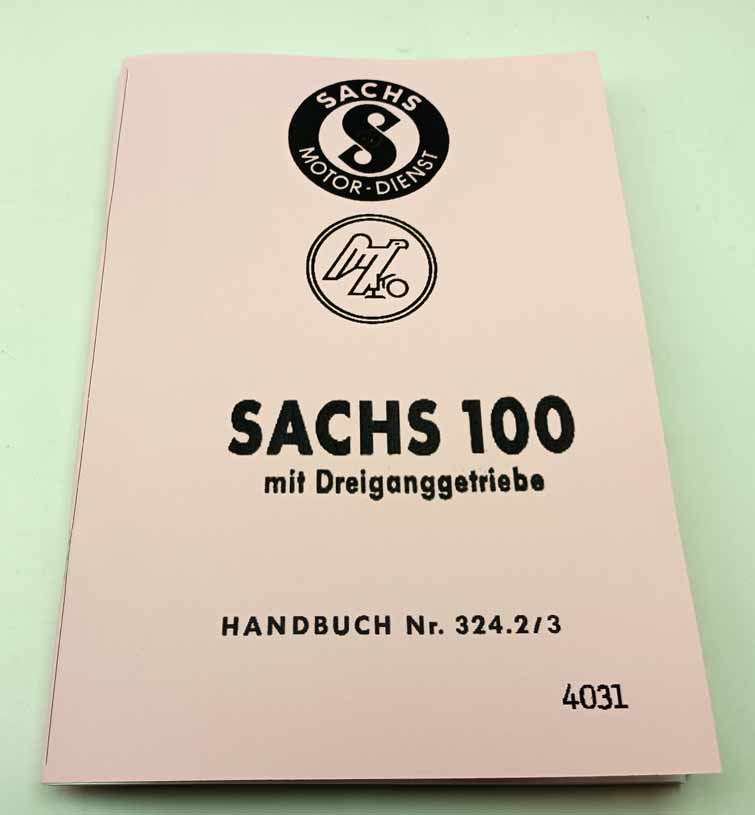 SACHS
MOTOR-DIENST
SACHS 100
mit Dreiganggetriebe
HANDBUCH Nr. 324.2/3
4031